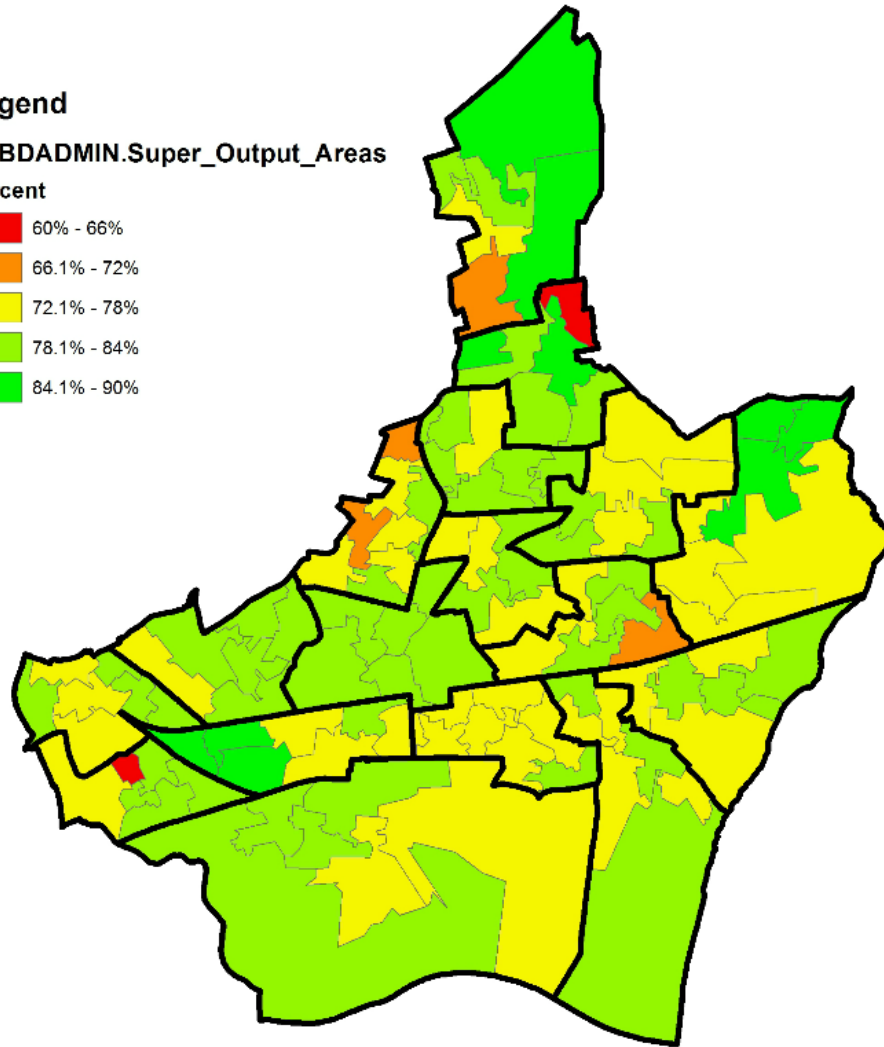 gend
BDADMIN.Super_Output_Areas
cent
60% - 66%
66.1% - 72%
72.1% - 78%
78.1% - 84%
84.1% - 90%